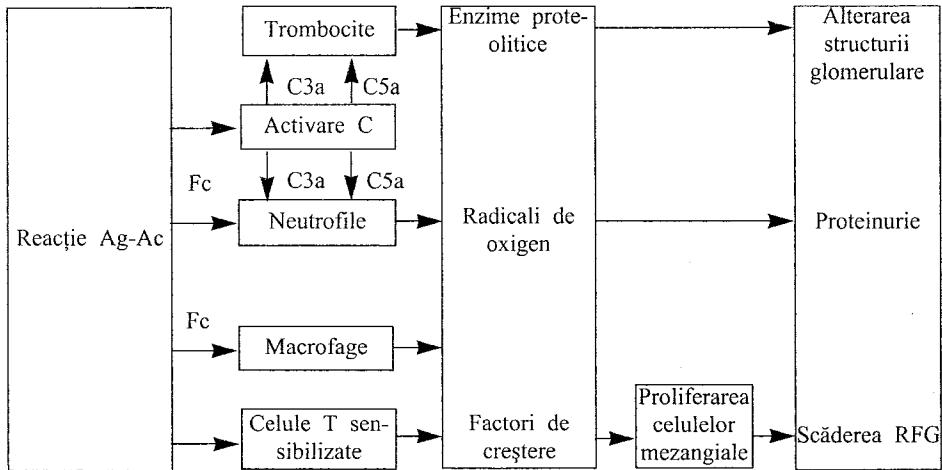 Trombocite
Enzime prote-
olitice
Alterarea
structurii
glomerulare
C3a
C5a
Activare C
C3a
C5a
Fc
Neutrofile
Reacție Ag-Ac
Radicali de
oxigen
Proteinurie
Fc
Macrofage
Celule T sen-
sibilizate
Factori de
creștere
Proliferarea
celulelor
mezangiale
Scăderea RFG